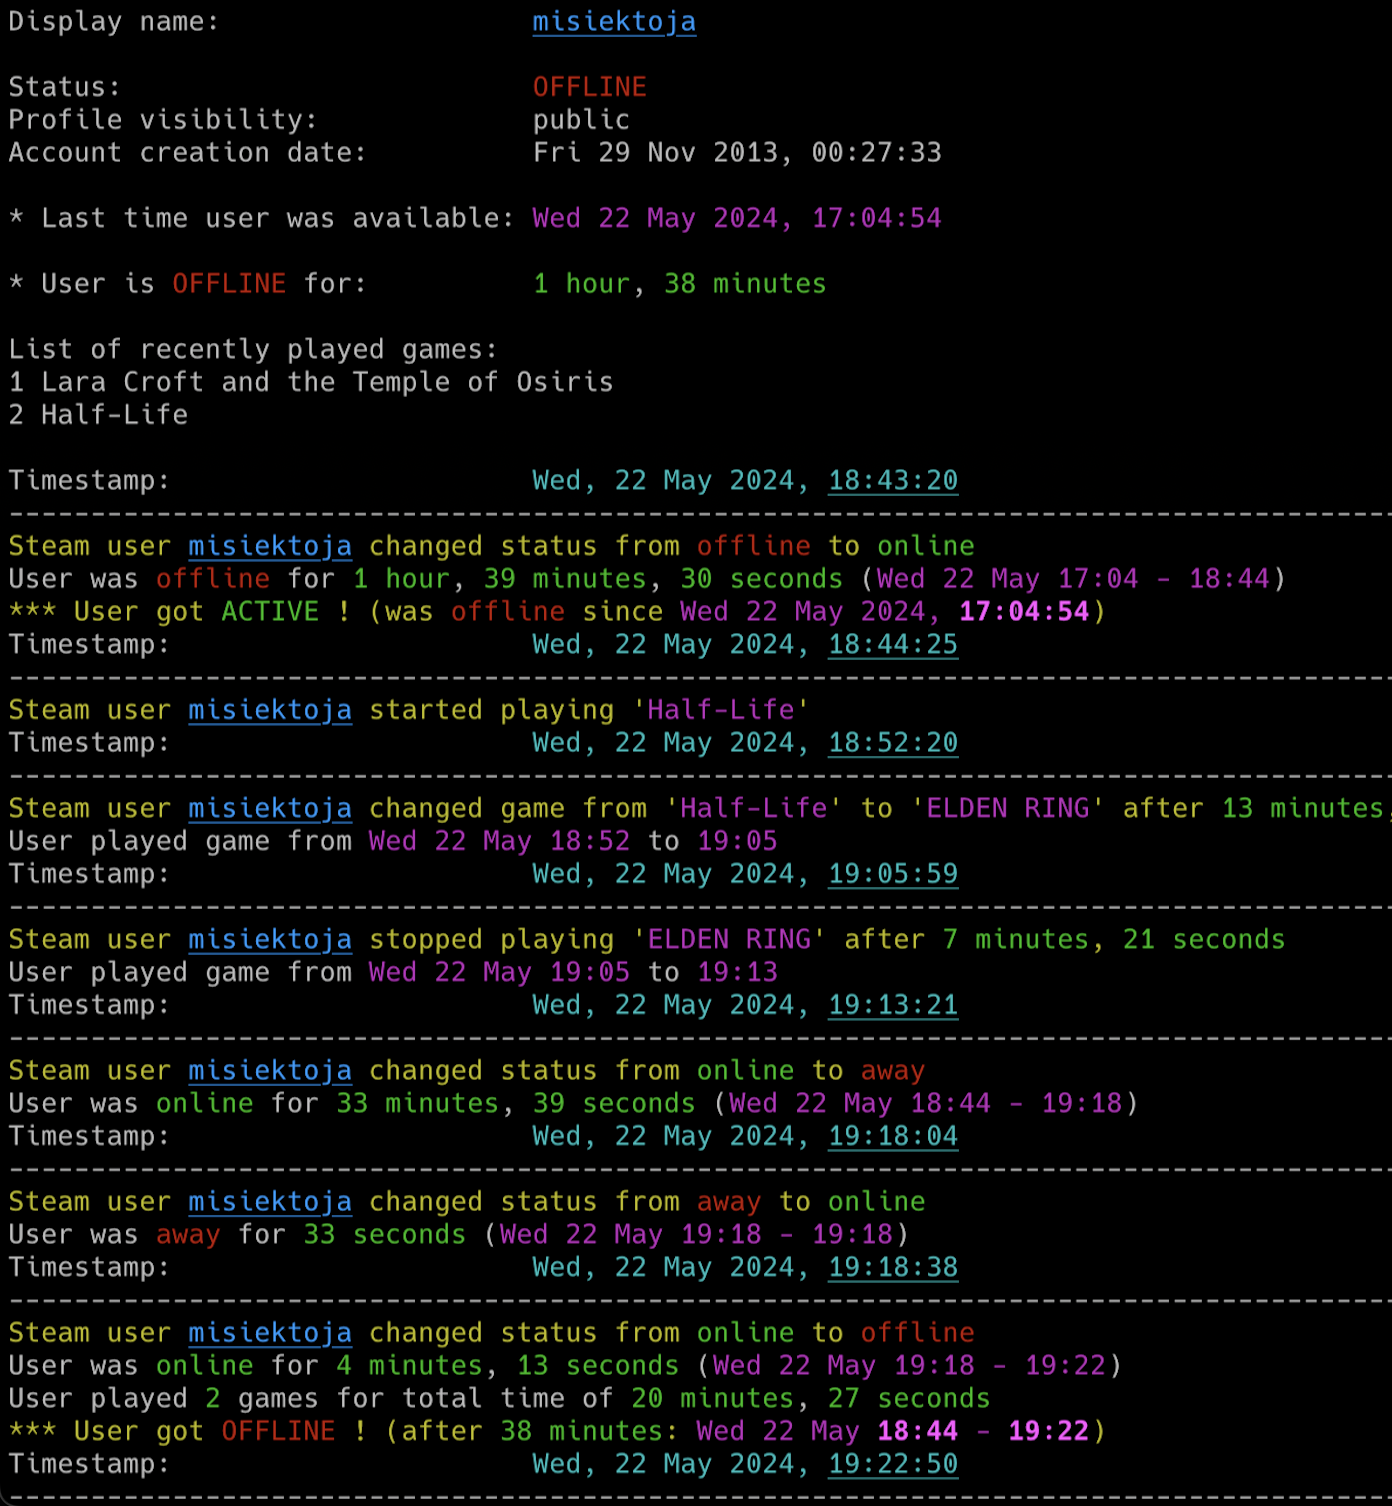 Display name: misiektoja
Status: OFFLINE
Profile visibility: public
Account creation date: Fri 29 Nov 2013, 00:27:33
* Last time user was available: Wed 22 May 2024, 17:04:54
* User is OFFLINE for: 1 hour, 38 minutes
List of recently played games:
1 Lara Croft and the Temple of Osiris
2 Half-Life
Timestamp: Wed, 22 May 2024, 18:43:20
Steam user misiektoja changed status from offline to online
User was offline for 1 hour, 39 minutes, 30 seconds (Wed 22 May 17:04 - 18:44)
*** User got ACTIVE ! (was offline since Wed 22 May 2024, 17:04:54)
Timestamp: Wed, 22 May 2024, 18:44:25
Steam user misiektoja started playing 'Half-Life'
Timestamp: Wed, 22 May 2024, 18:52:20
Steam user misiektoja changed game from 'Half-Life' to 'ELDEN RING' after 13 minutes,
User played game from Wed 22 May 18:52 to 19:05
Timestamp: Wed, 22 May 2024, 19:05:59
Steam user misiektoja stopped playing 'ELDEN RING' after 7 minutes, 21 seconds
User played game from Wed 22 May 19:05 to 19:13
Timestamp: Wed, 22 May 2024, 19:13:21
Steam user misiektoja changed status from online to away
User was online for 33 minutes, 39 seconds (Wed 22 May 18:44 - 19:18)
Timestamp: Wed, 22 May 2024, 19:18:04
Steam user misiektoja changed status from away to online
User was away for 33 seconds (Wed 22 May 19:18 - 19:18)
Timestamp: Wed, 22 May 2024, 19:18:38
Steam user misiektoja changed status from online to offline
User was online for 4 minutes, 13 seconds (Wed 22 May 19:18 - 19:22)
User played 2 games for total time of 20 minutes, 27 seconds
*** User got OFFLINE ! (after 38 minutes: Wed 22 May 18:44 - 19:22)
Timestamp: Wed, 22 May 2024, 19:22:50